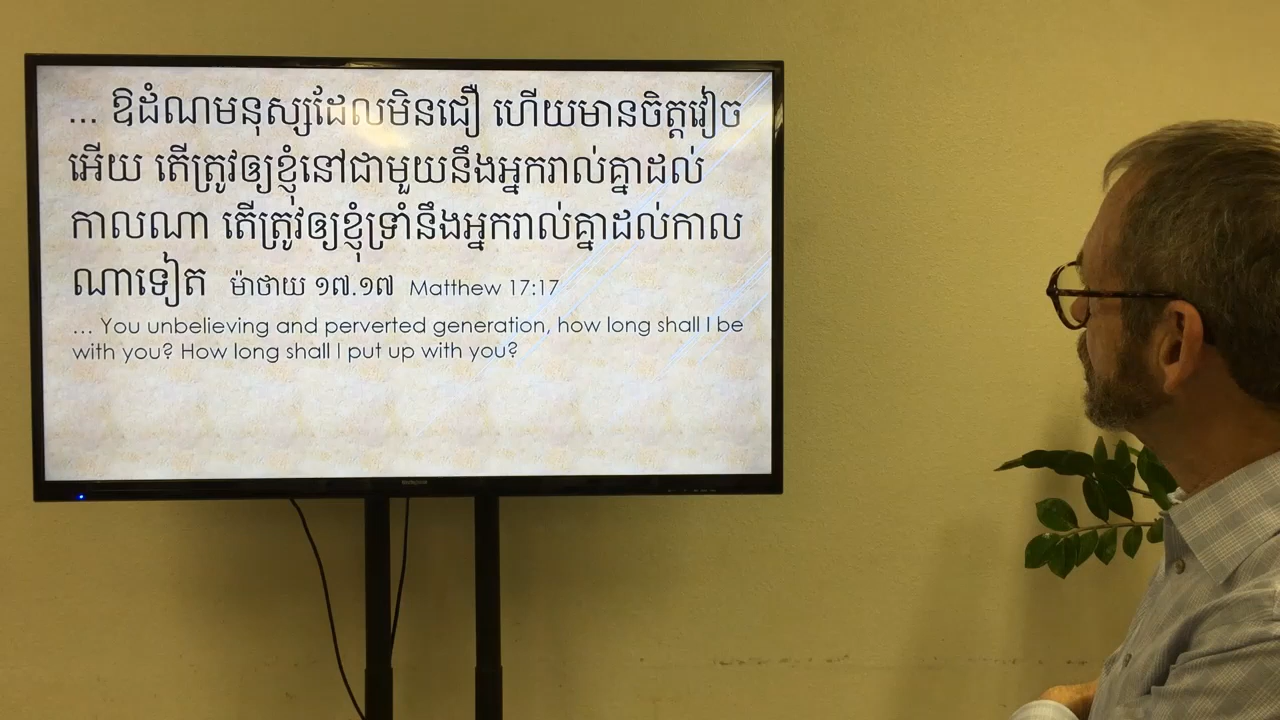 ... ឱដំណមនុស្សដែលមិនជឿ ហើយមានចិត្តវៀច
អើយ តើត្រូវឲ្យខ្ញុំនៅជាមួយនឹងអ្នករាល់គ្នាដល់
កាលណា តើត្រូវឲ្យខ្ញុំទ្រាំនឹងអ្នករាល់គ្នាដល់កាល
ណាទៀត ម៉ាថាយ ១៧.១៧ Matthew 17:17
... You unbelieving and perverted generation, how long shall I be
with you? How long shall I put up with you?